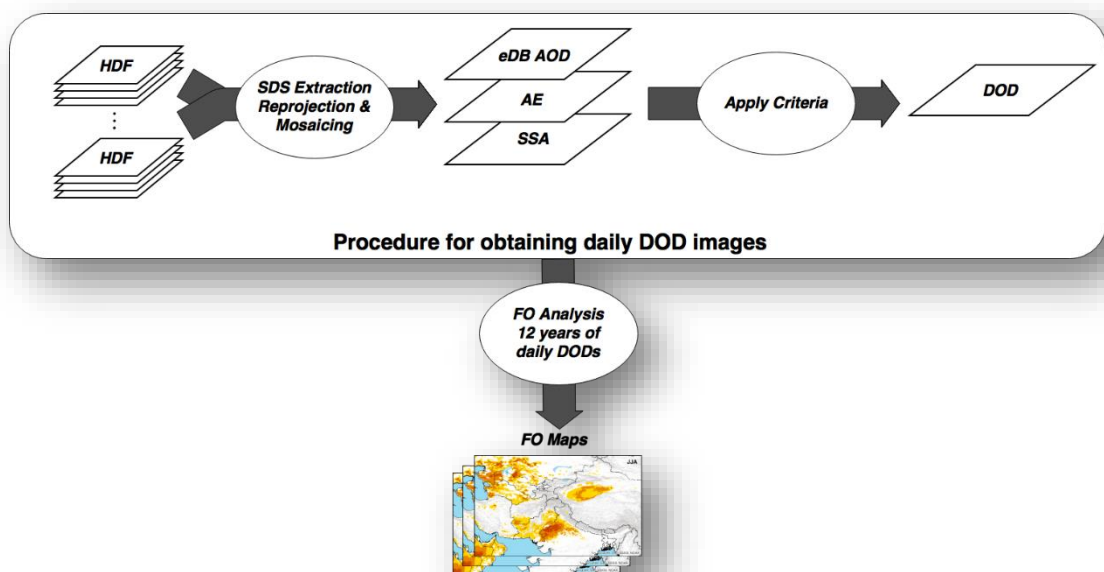 HDF
⋮
HDF
SDS Extraction
Reprojection &
Mosaicing
eDB AOD
AE
SSA
Apply Criteria
DOD
Procedure for obtaining daily DOD images
FO Analysis
12 years of
daily DODs
FO Maps
JJA